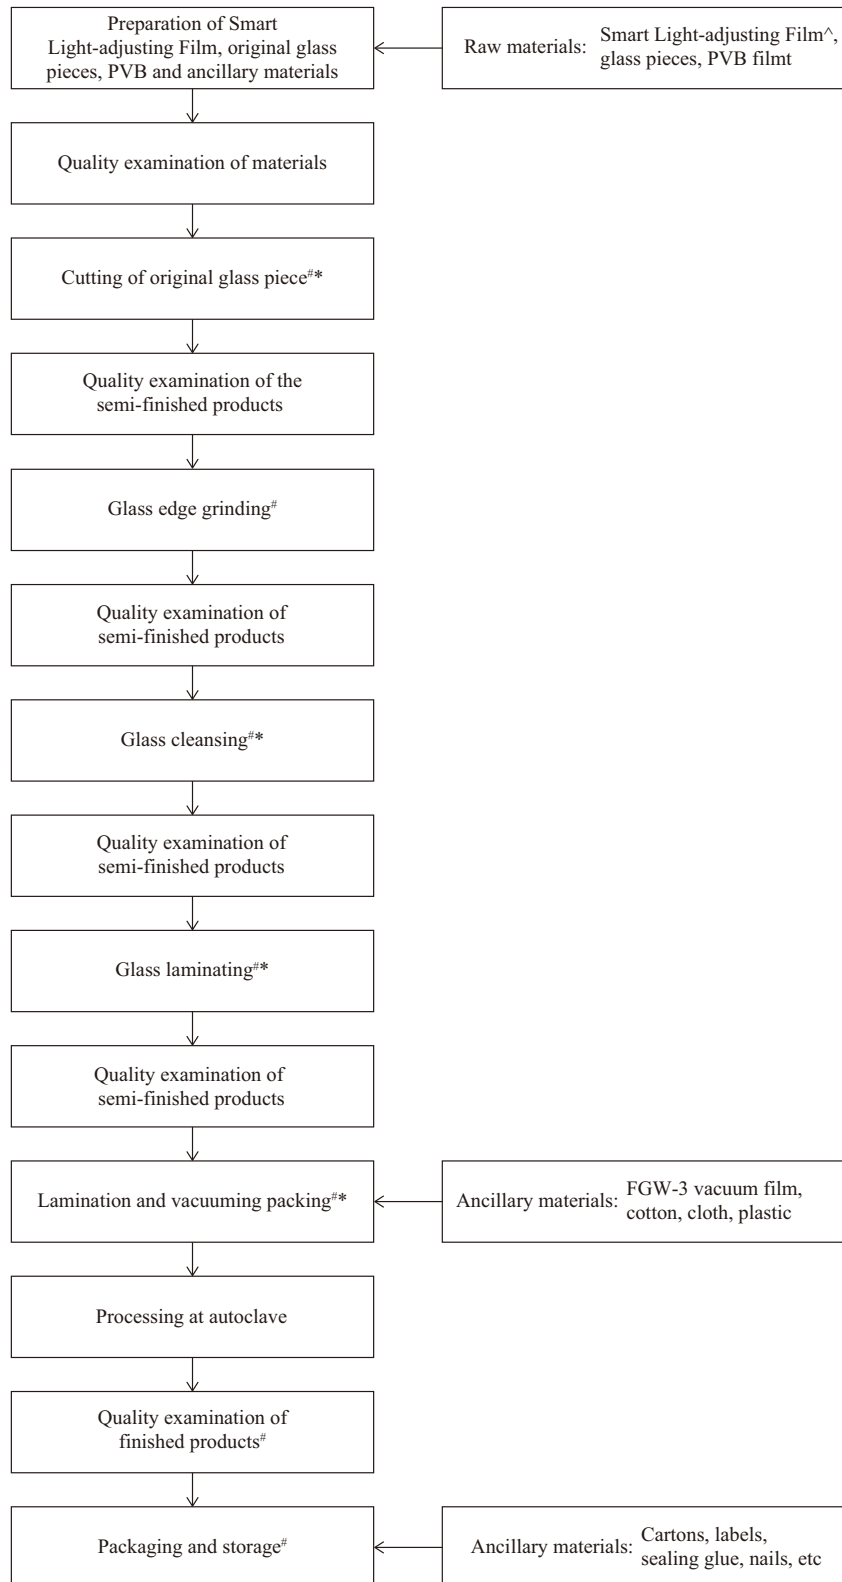 Preparation of Smart
Light-adjusting Film, original glass
pieces, PVB and ancillary materials
Raw materials: Smart Light-adjusting Film^,
glass pieces, PVB filmt
Quality examination of materials
Cutting of original glass piece#*
Quality examination of the
semi-finished products
Glass edge grinding#
Quality examination of
semi-finished products
Glass cleansing#*
Quality examination of
semi-finished products
Glass laminating#*
Quality examination of
semi-finished products
Lamination and vacuuming packing#*
Ancillary materials: FGW-3 vacuum film,
cotton, cloth, plastic
Processing at autoclave
Quality examination of
finished products#
Packaging and storage#
Ancillary materials: Cartons, labels,
sealing glue, nails, etc